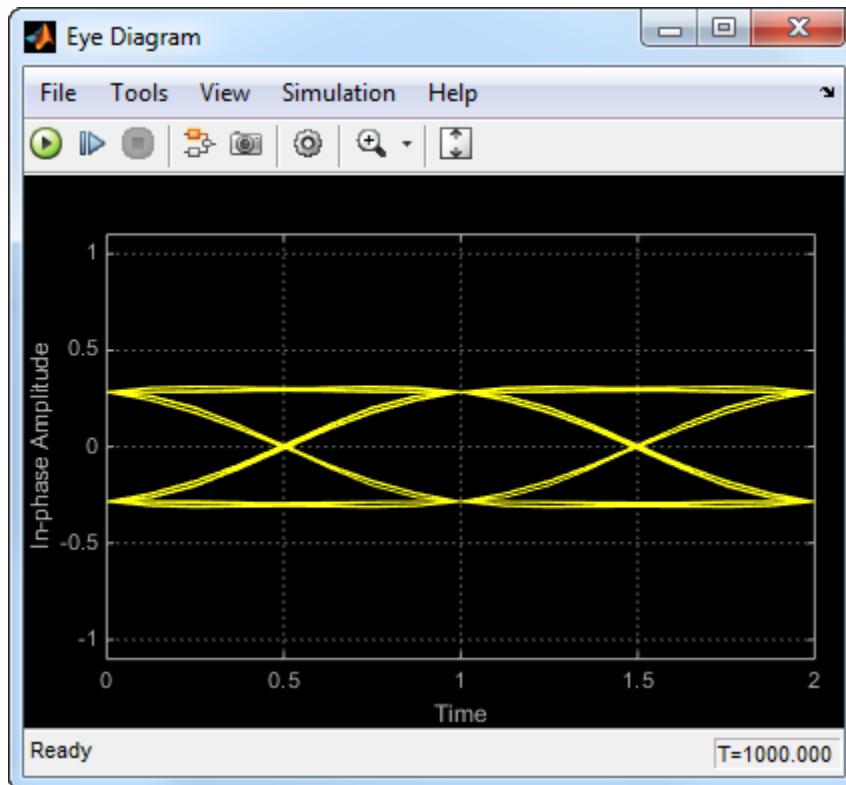 Eye Diagram
File Tools View Simulation Help
1
0.5
0
-0.5
-1
In-phase Amplitude
0 0.5 1 1.5 2
Time
Ready T=1000.000